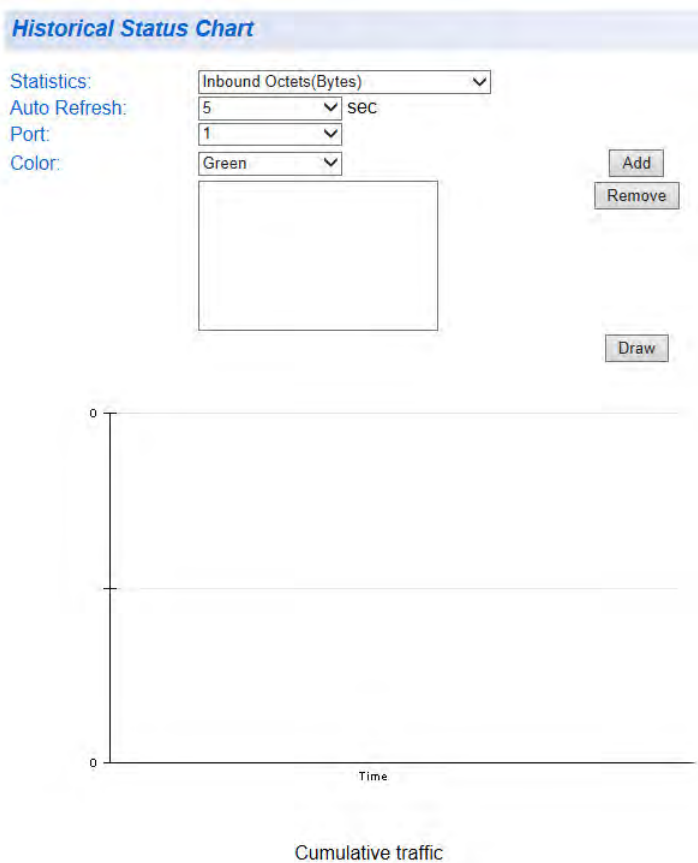 Historical Status Chart
Statistics: Inbound Octets(Bytes)
Auto Refresh: 5 sec
Port: 1
Color: Green Add
Remove
Draw
0
0
Time
Cumulative traffic